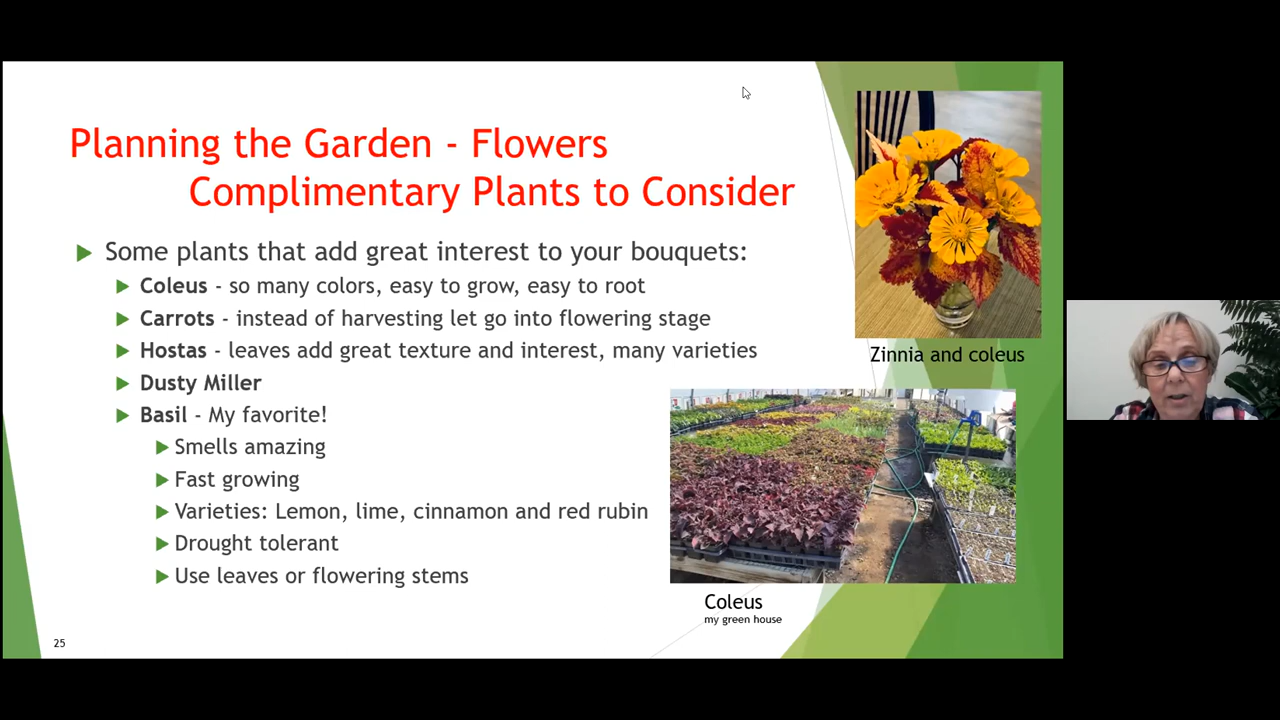 Planning the Garden - Flowers
Complimentary Plants to Consider
Some plants that add great interest to your bouquets:
Coleus - so many colors, easy to grow, easy to root
Carrots - instead of harvesting let go into flowering stage
Hostas - leaves add great texture and interest, many varieties
Dusty Miller
Basil - My favorite!
Smells amazing
Fast growing
Varieties: Lemon, lime, cinnamon and red rubin
Drought tolerant
Use leaves or flowering stems
Zinnia and coleus
Coleus
my green house
25